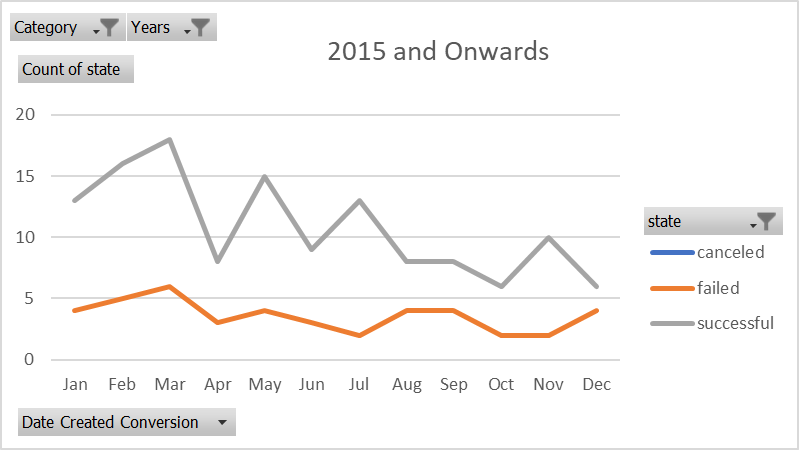 Category Years
2015 and Onwards
Count of state
20
15
10
5
0
Jan Feb Mar Apr May Jun Jul Aug Sep Oct Nov Dec
state
canceled
failed
successful
Date Created Conversion